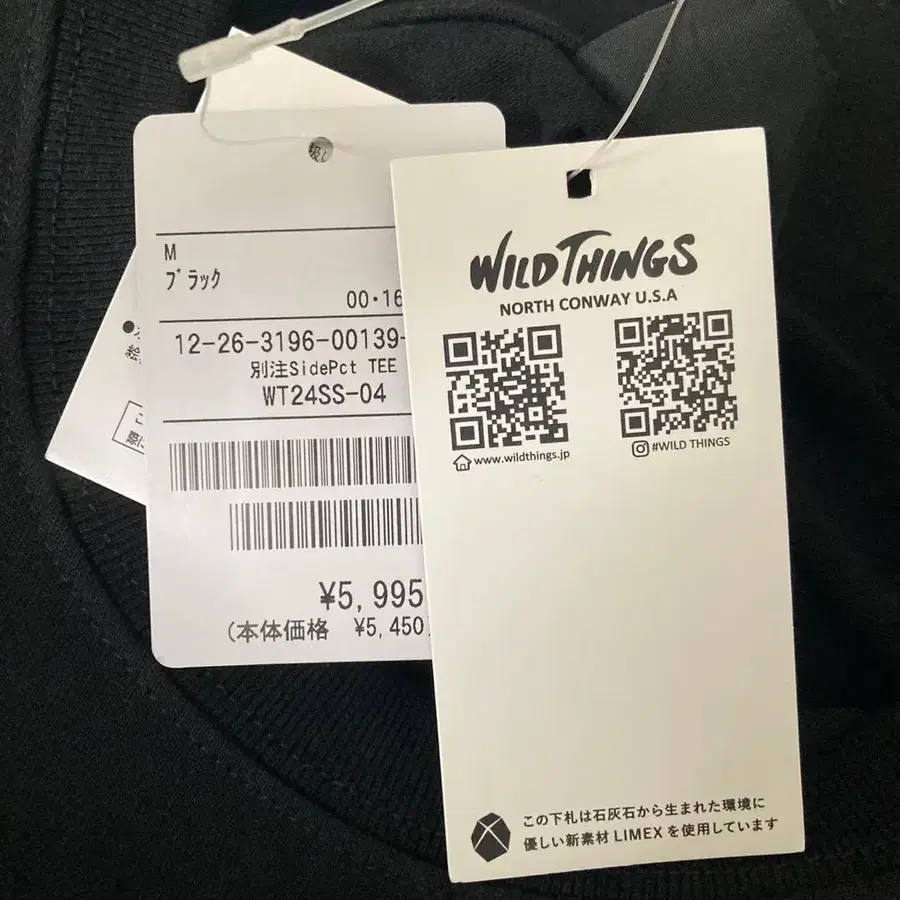 M
ブラック
00・16
12-26-3196-00139-
別注SidePct TEE
WT24SS-04
¥5,995
(本体価格 ¥5,450)
WILD THINGS
NORTH CONWAY U.S.A
www.wildthings.jp
#WILD THINGS
この下札は石灰石から生まれた環境に
優しい新素材 LIMEX を使用しています